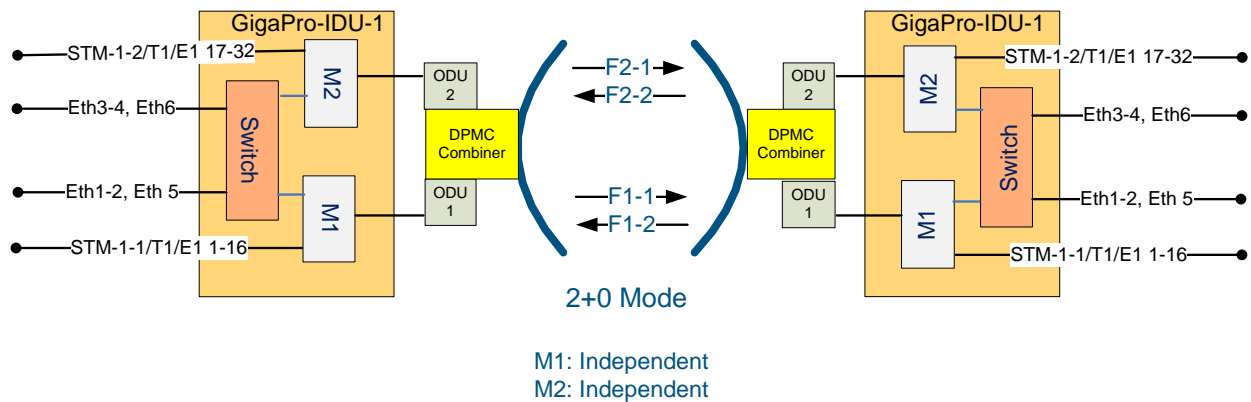 GigaPro-IDU-1
STM-1-2/T1/E1 17-32
M2
ODU
2
Eth3-4, Eth6
Switch
DPMC
Combiner
Eth1-2, Eth 5
M1
ODU
1
STM-1-1/T1/E1 1-16
F2-1
F2-2
F1-1
F1-2
2+0 Mode
M1: Independent
M2: Independent
GigaPro-IDU-1
ODU
2
M2
STM-1-2/T1/E1 17-32
DPMC
Combiner
Switch
Eth3-4, Eth6
ODU
1
M1
Eth1-2, Eth 5
STM-1-1/T1/E1 1-16